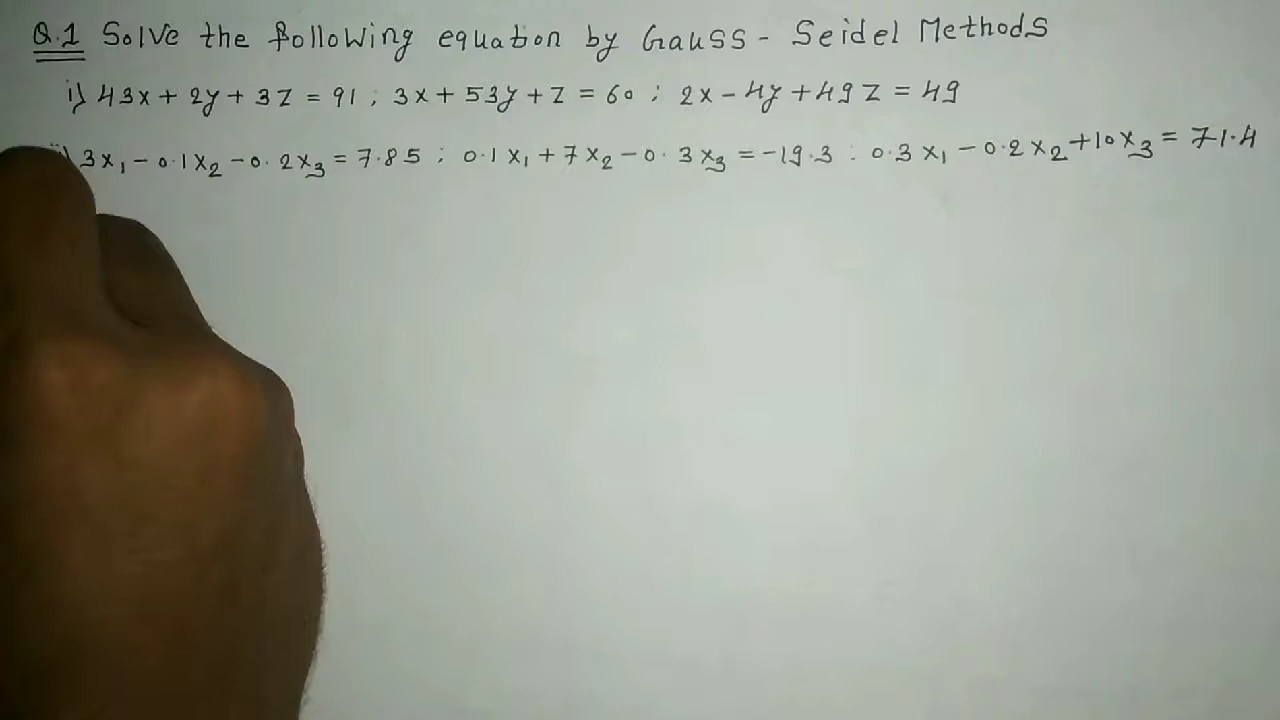 Q.1 Solve the following equation by Gauss - Seidel Methods
i) 43x + 2y + 3z = 91 ; 3x + 53y + z = 60 ; 2x - 4y + 49z = 49
) 3x₁ - 0.1x₂ - 0.2x₃ = 7.85 ; 0.1x₁ + 7x₂ - 0.3x₃ = -19.3 : 0.3x₁ - 0.2x₂ + 10x₃ = 71.4